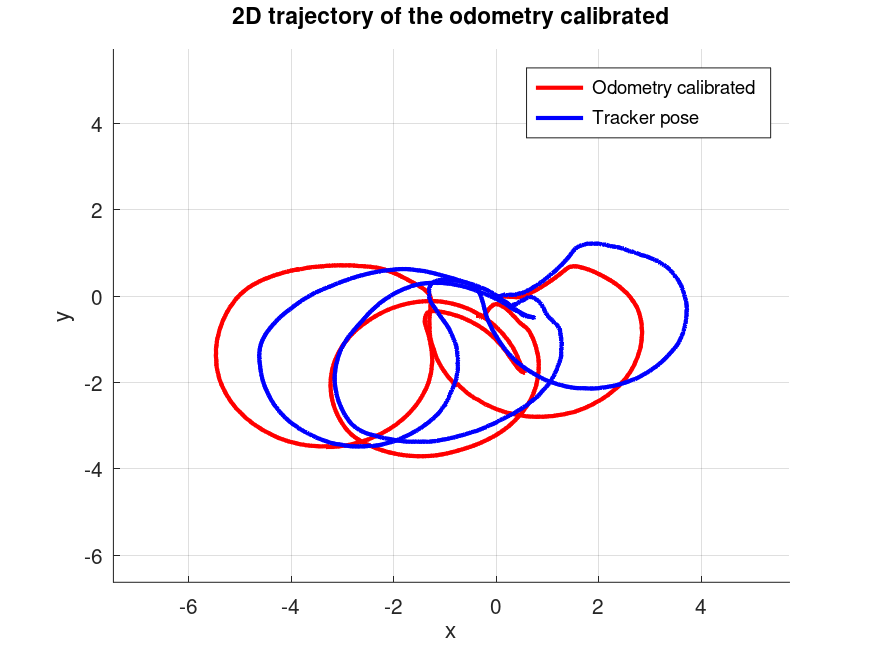 2D trajectory of the odometry calibrated
Odometry calibrated
Tracker pose
4
2
0
-2
-4
-6
y
-6 -4 -2 0 2 4
x